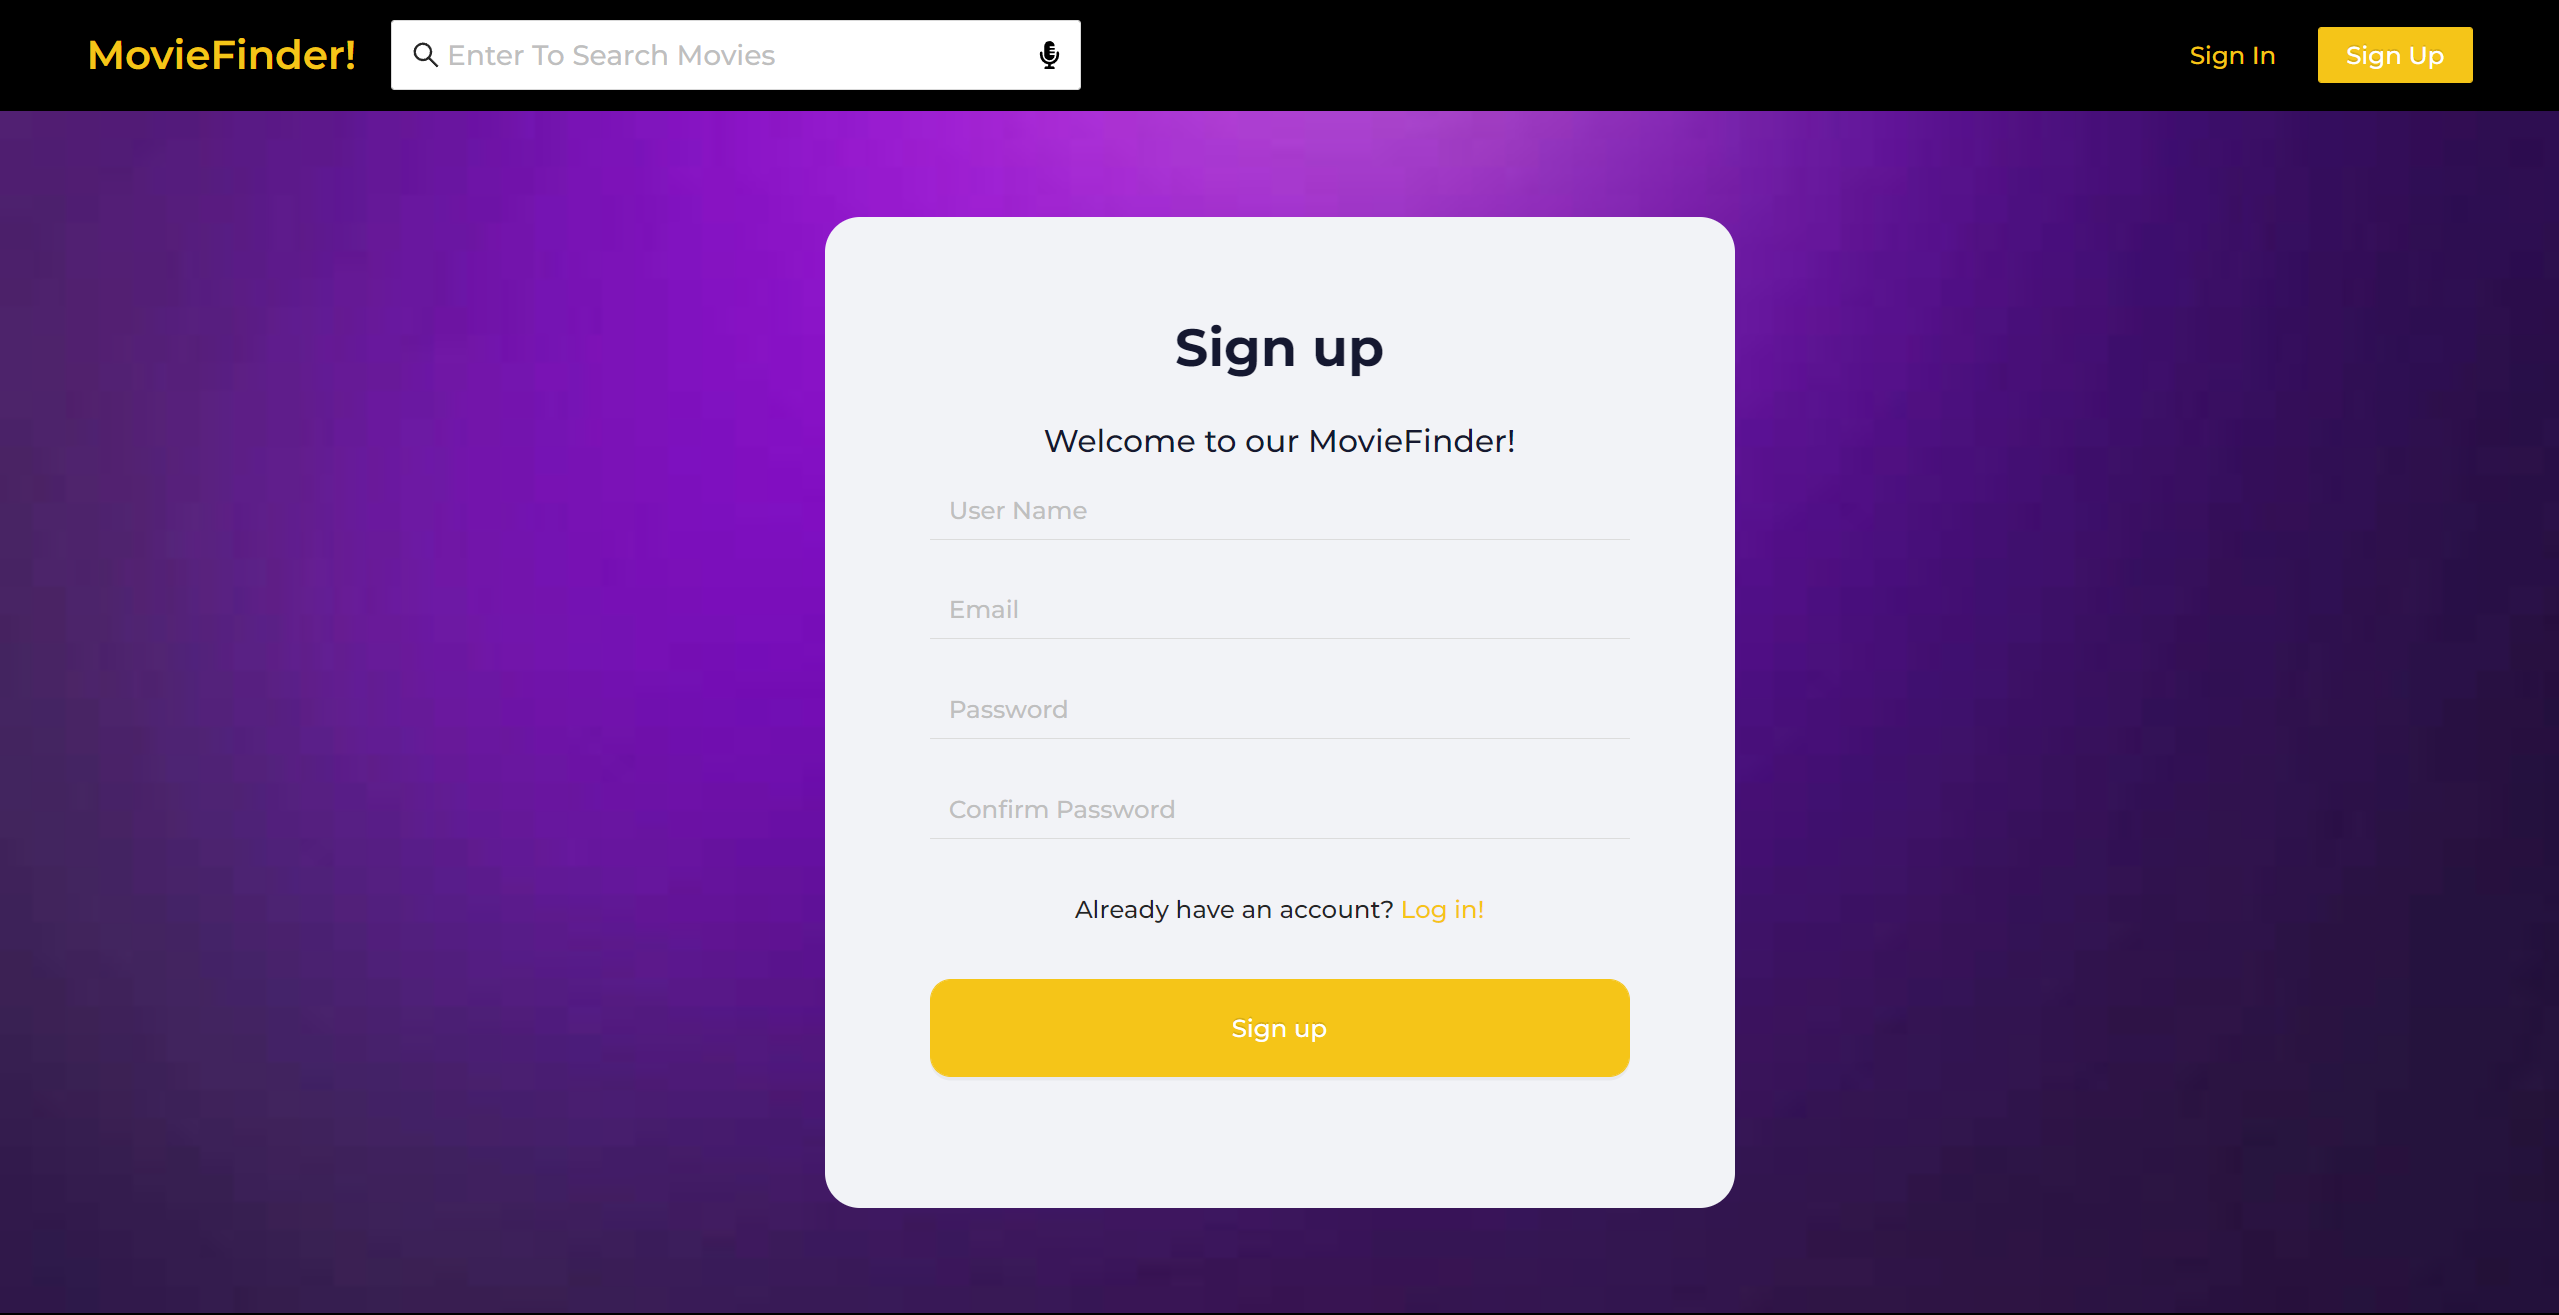 MovieFinder!
Enter To Search Movies
Sign In
Sign Up
Sign up
Welcome to our MovieFinder!
User Name
Email
Password
Confirm Password
Already have an account? Log in!
Sign up